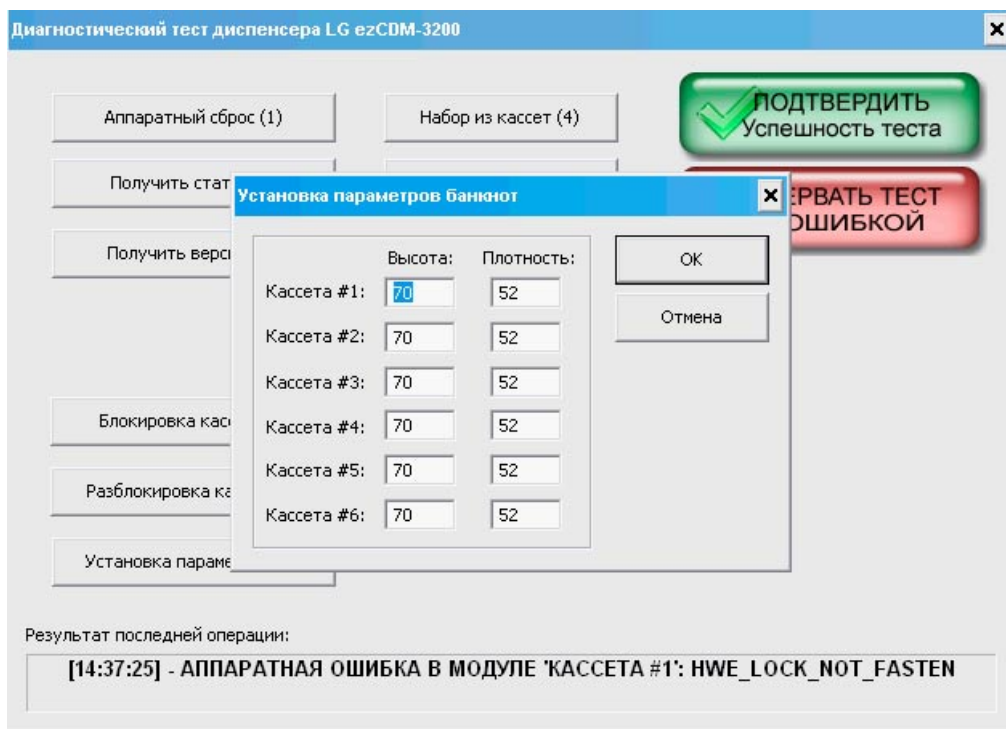 Диагностический тест диспенсера LG ezCDM-3200
Аппаратный сброс (1)
Набор из кассет (4)
ПОДТВЕРДИТЬ
Успешность теста
Получить стат
РВАТЬ ТЕСТ
ОШИБКОЙ
Получить верс
Установка параметров банкнот
Высота: Плотность:
Кассета #1: 70 52
Кассета #2: 70 52
Кассета #3: 70 52
Кассета #4: 70 52
Кассета #5: 70 52
Кассета #6: 70 52
OK
Отмена
Блокировка кас
Разблокировка ка
Установка параме
Результат последней операции:
[14:37:25] - АППАРАТНАЯ ОШИБКА В МОДУЛЕ 'КАССЕТА #1': HWE_LOCK_NOT_FASTEN